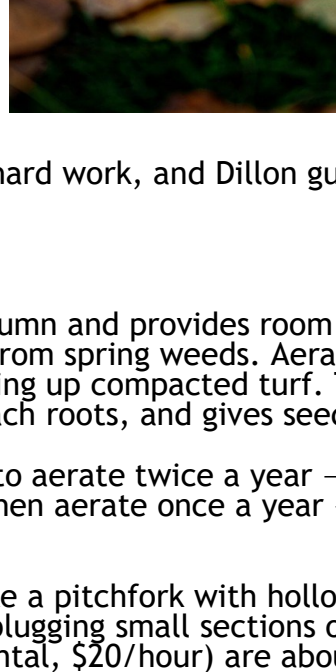 hard work, and Dillon gu
umn and provides room
rom spring weeds. Aera
ing up compacted turf.
ach roots, and gives seed
to aerate twice a year –
hen aerate once a year
e a pitchfork with hollo
plugging small sections o
ntal, $20/hour) are abo